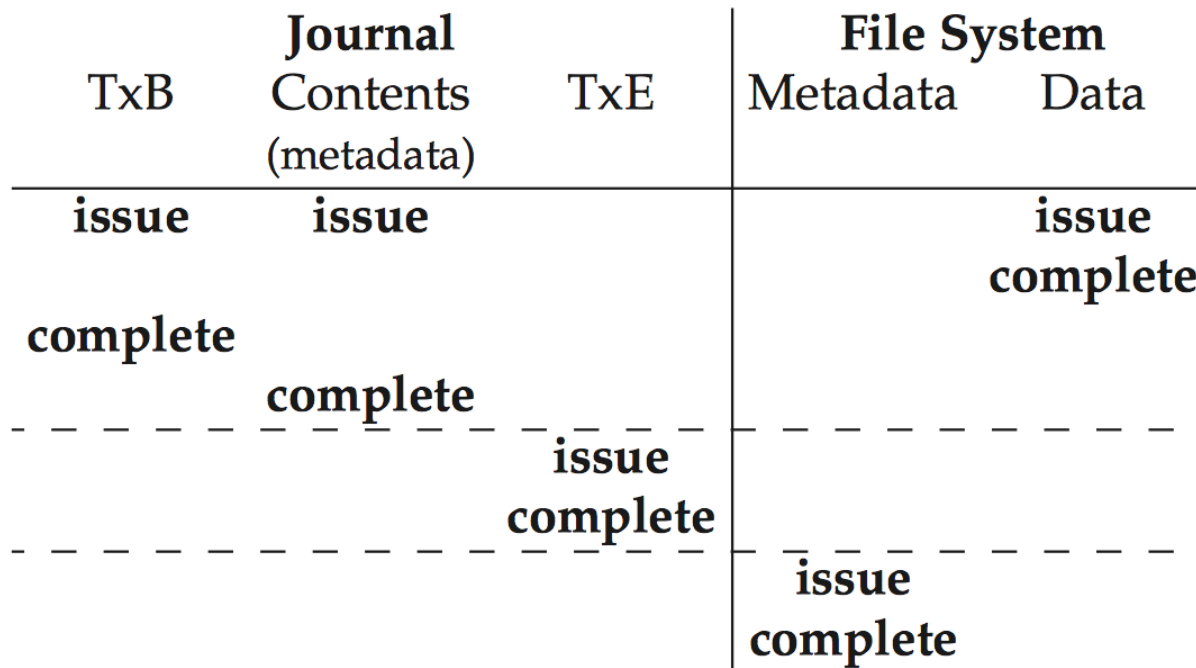 Journal File System
TxB Contents TxE Metadata Data
(metadata)
issue issue issue
complete
complete
complete
issue
complete
issue
complete